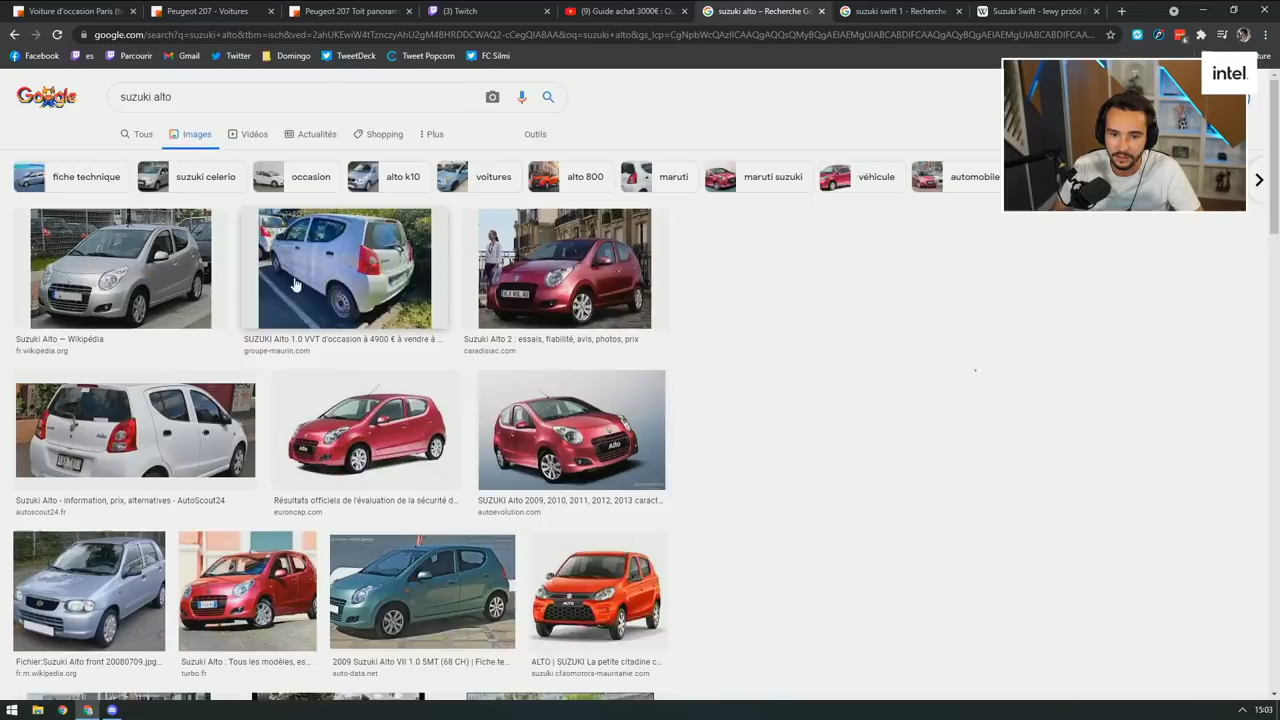 Voiture d'occasion Paris (to
Peugeot 207 - Voitures
Peugeot 207 Toit panoram
(3) Twitch
(9) Guide achat 3000€ : Q
suzuki alto – Recherche Go
suzuki swift 1 - Recherche
Suzuki Swift - lewy przód
google.com/search?q=suzuki+alto&tbm=isch&ved=
Facebook
es
Parcourir
Gmail
Twitter
Domingo
TweetDeck
Tweet Popcorn
FC Silmi
intel.
Google
suzuki alto
Tous
Images
Vidéos
Actualités
Shopping
Plus
Outils
fiche technique
suzuki celerio
occasion
alto k10
voitures
alto 800
maruti
maruti suzuki
véhicule
automobile
Suzuki Alto — Wikipédia
fr.wikipedia.org
SUZUKI Alto 1.0 VVT d'occasion à 4900 € à vendre à ...
groupe-maurin.com
Suzuki Alto 2 : essais, fiabilité, avis, photos, prix
caradisiac.com
Suzuki Alto - information, prix, alternatives - AutoScout24
autoscout24.fr
Résultats officiels de l'évaluation de la sécurité d...
euroncap.com
SUZUKI Alto 2009, 2010, 2011, 2012, 2013 caract...
autoevolution.com
Fichier:Suzuki Alto front 20080709.jpg...
fr.m.wikipedia.org
Suzuki Alto : Tous les modèles, es...
turbo.fr
2009 Suzuki Alto VII 1.0 5MT (68 CH) | Fiche te...
auto-data.net
ALTO | SUZUKI La petite citadine c...
suzuki.cfaomotors-mauritanie.com
15:03